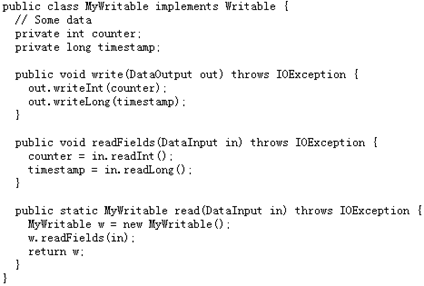 public class MyWritable implements Writable {
  // Some data
  private int counter;
  private long timestamp;

  public void write(DataOutput out) throws IOException {
    out.writeInt(counter);
    out.writeLong(timestamp);
  }

  public void readFields(DataInput in) throws IOException {
    counter = in.readInt();
    timestamp = in.readLong();
  }

  public static MyWritable read(DataInput in) throws IOException {
    MyWritable w = new MyWritable();
    w.readFields(in);
    return w;
  }
}